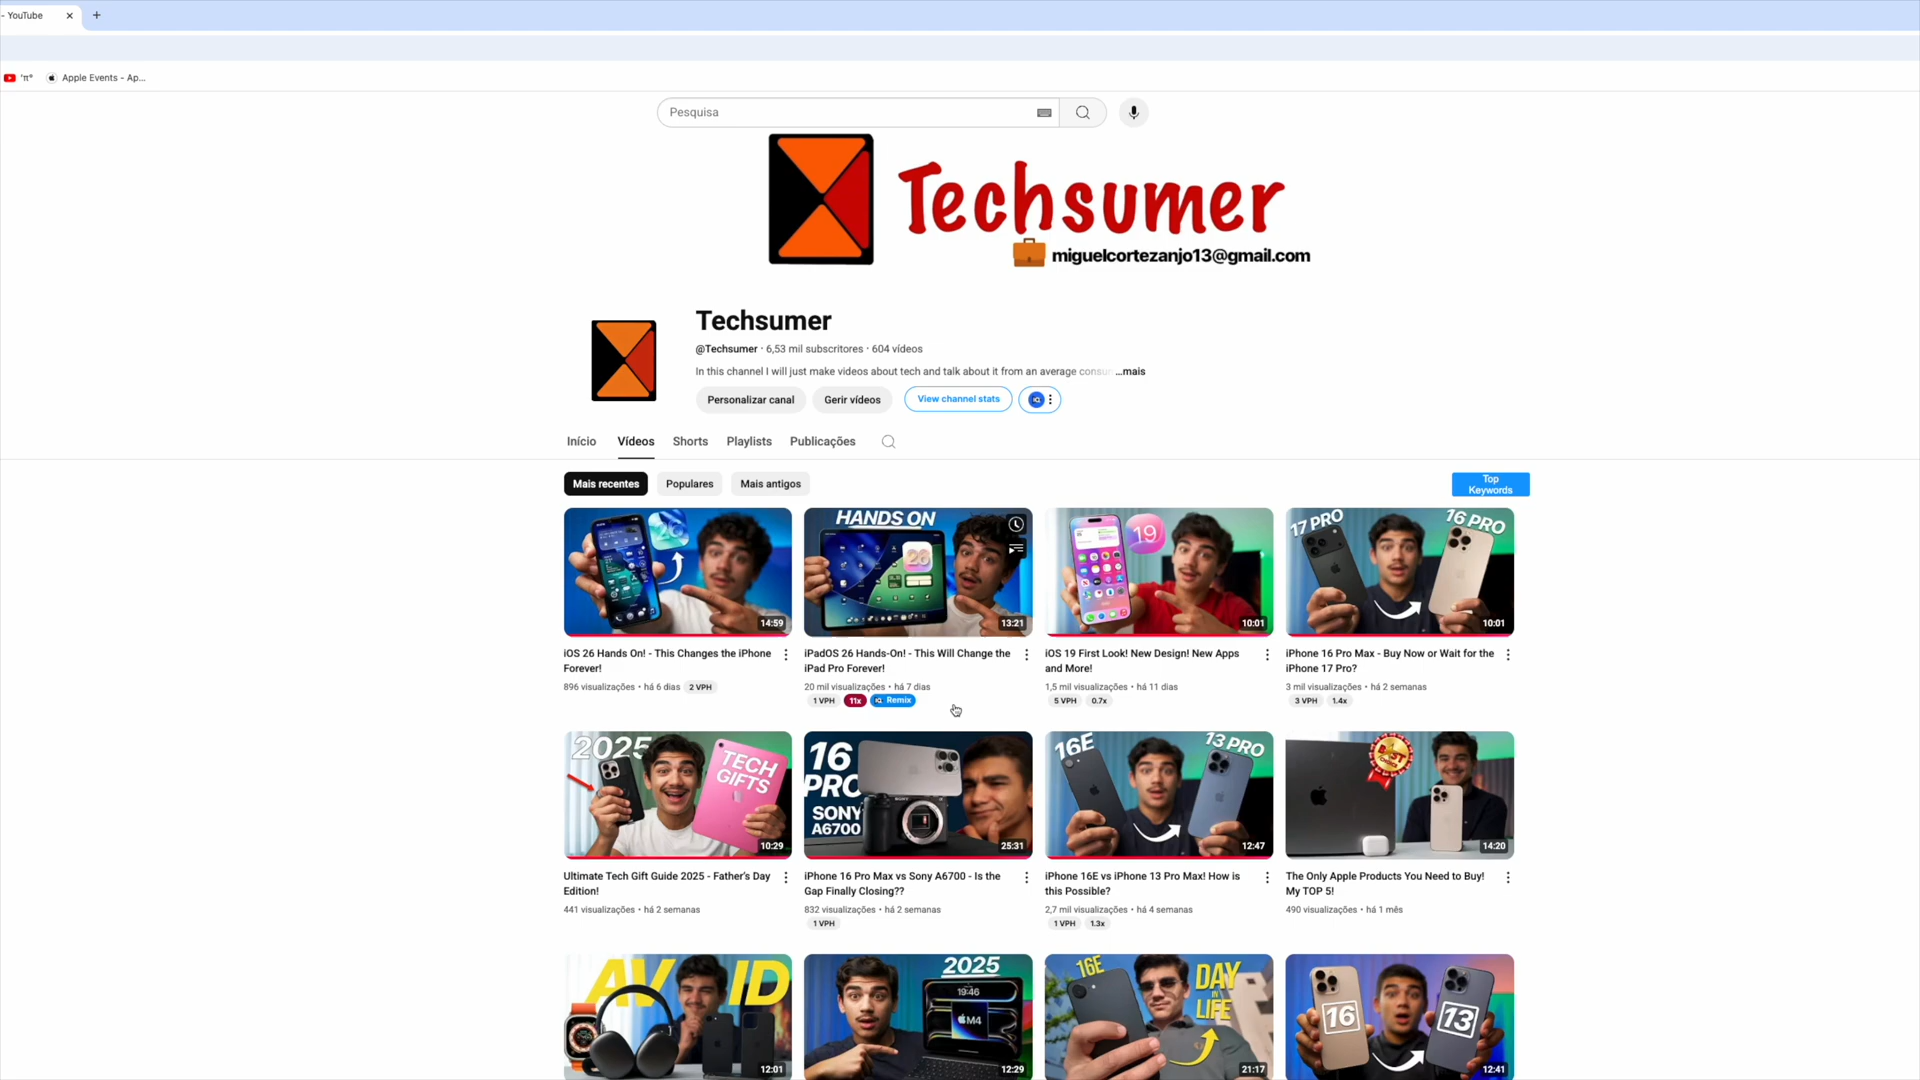 - YouTube
Apple Events - Ap...
Pesquisa
Techsumer
miguelcortezanjo13@gmail.com
Techsumer
@Techsumer · 6,53 mil subscritores · 604 vídeos
In this channel I will just make videos about tech and talk about it from an average consum ...mais
Personalizar canal
Gerir vídeos
View channel stats
Início
Vídeos
Shorts
Playlists
Publicações
Mais recentes
Populares
Mais antigos
Top
Keywords
26
14:59
HANDS ON
26
13:21
19
10:01
17 PRO
16 PRO
10:01
iOS 26 Hands On! - This Changes the iPhone
Forever!
896 visualizações • há 6 dias 2 VPH
iPadOS 26 Hands-On! - This Will Change the
iPad Pro Forever!
20 mil visualizações • há 7 dias
1 VPH 11x Remix
iOS 19 First Look! New Design! New Apps
and More!
1,5 mil visualizações • há 11 dias
5 VPH 0.7x
iPhone 16 Pro Max - Buy Now or Wait for the
iPhone 17 Pro?
3 mil visualizações • há 2 semanas
3 VPH 1.4x
2025
TECH
GIFTS
10:29
16
PRO
SONY
A6700
25:31
16E
13 PRO
12:47
14:20
Ultimate Tech Gift Guide 2025 - Father's Day
Edition!
441 visualizações • há 2 semanas
iPhone 16 Pro Max vs Sony A6700 - Is the
Gap Finally Closing??
832 visualizações • há 2 semanas
1 VPH
iPhone 16E vs iPhone 13 Pro Max! How is
this Possible?
2,7 mil visualizações • há 4 semanas
1 VPH 1.3x
The Only Apple Products You Need to Buy!
My TOP 5!
490 visualizações • há 1 mês
AVOID
12:01
2025
19:46
M4
12:29
16E
DAY
IN
LIFE
21:17
16
13
12:41